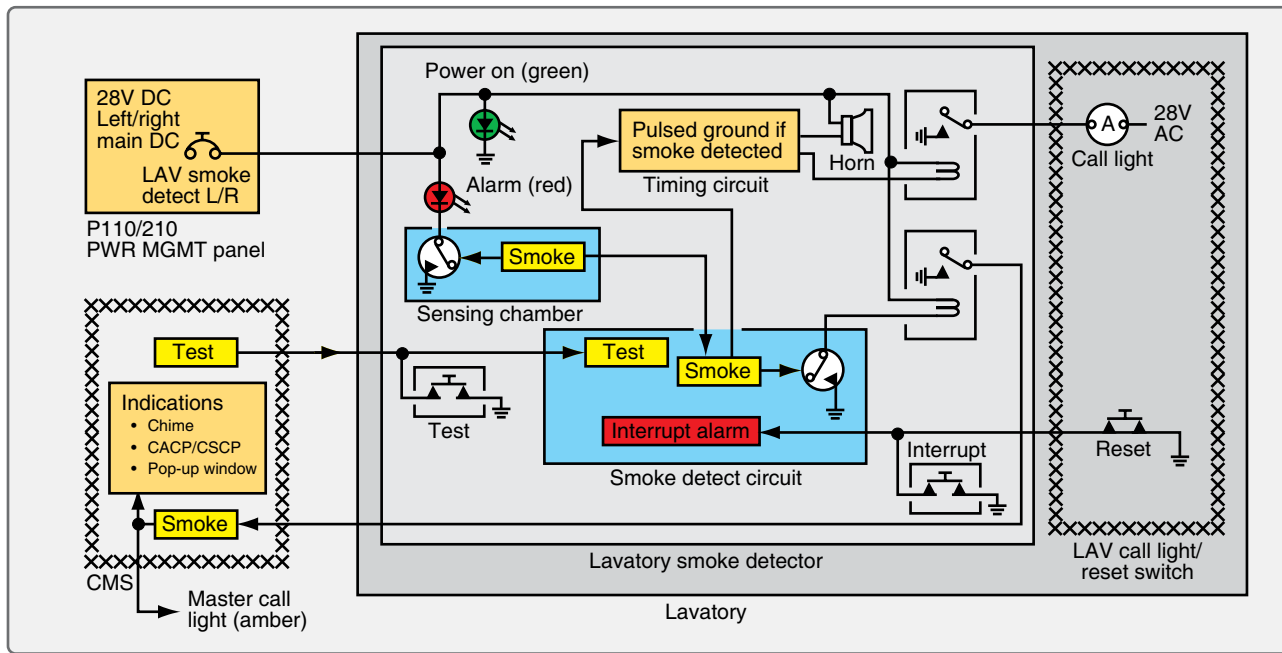 28V DC
Left/right
main DC
LAV smoke
detect L/R
P110/210
PWR MGMT panel
Power on (green)
Alarm (red)
Pulsed ground if
smoke detected
Timing circuit
Horn
A
28V
AC
Call light
Smoke
Sensing chamber
Test
Indications
• Chime
• CACP/CSCP
• Pop-up window
Smoke
CMS
Master call
light (amber)
Test
Test
Smoke
Interrupt alarm
Smoke detect circuit
Interrupt
Reset
Lavatory smoke detector
LAV call light/
reset switch
Lavatory